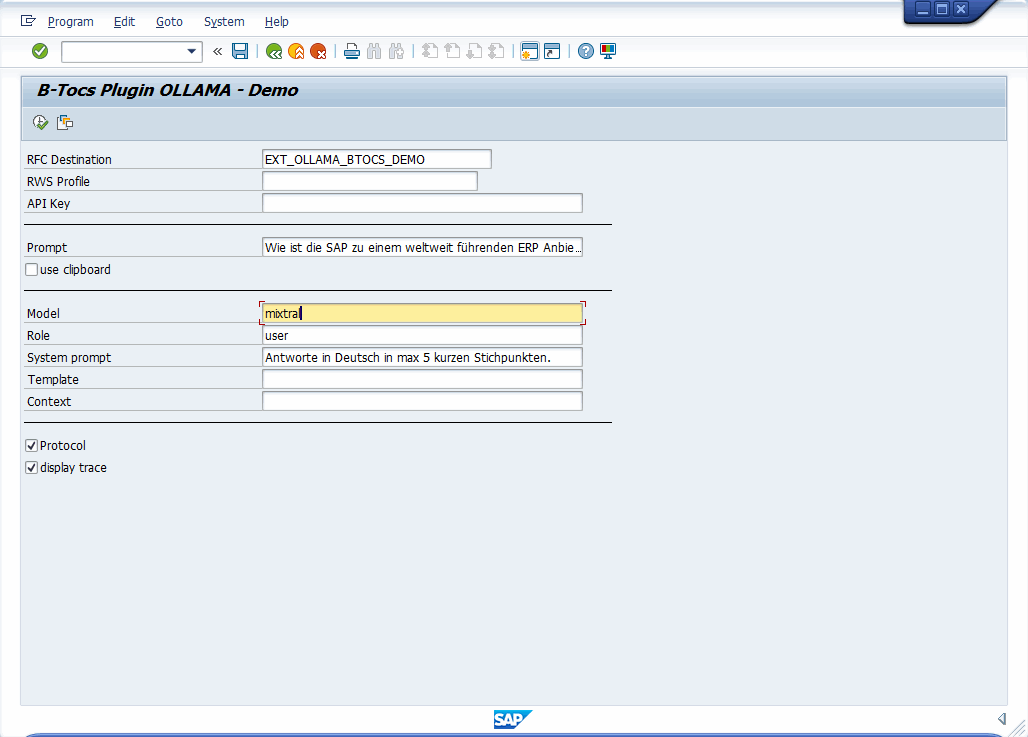 Program Edit Goto System Help
B-Tocs Plugin OLLAMA - Demo
RFC Destination EXT_OLLAMA_BTOCS_DEMO
RWS Profile
API Key
Prompt Wie ist die SAP zu einem weltweit führenden ERP Anbie...
use clipboard
Model mixtral
Role user
System prompt Antworte in Deutsch in max 5 kurzen Stichpunkten.
Template
Context
Protocol
display trace
SAP